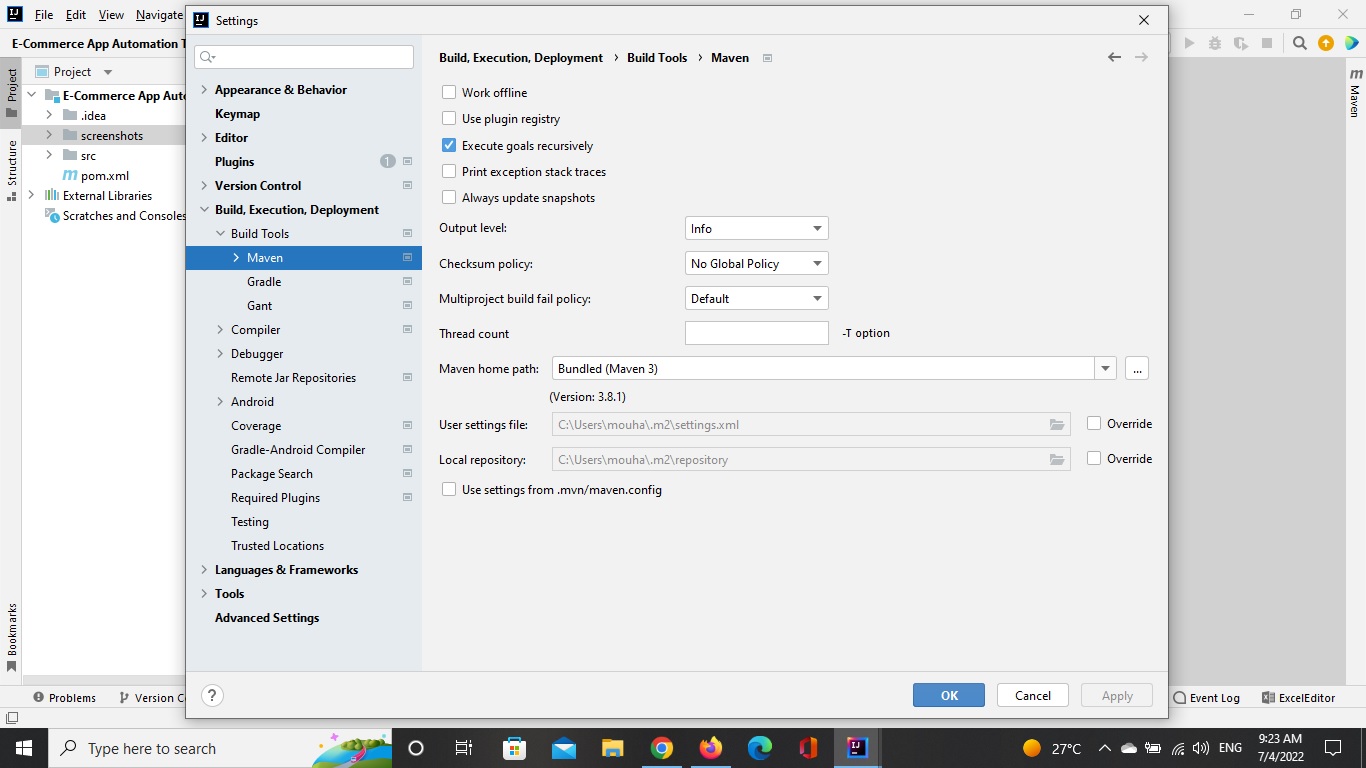 File Edit View Navigate
Settings
E-Commerce App Automation T
Project
E-Commerce App Auto
.idea
screenshots
src
pom.xml
External Libraries
Scratches and Consoles
Project
Structure
Bookmarks
Appearance & Behavior
Keymap
Editor
Plugins 1
Version Control
Build, Execution, Deployment
Build Tools
Maven
Gradle
Gant
Compiler
Debugger
Remote Jar Repositories
Android
Coverage
Gradle-Android Compiler
Package Search
Required Plugins
Testing
Trusted Locations
Languages & Frameworks
Tools
Advanced Settings
Build, Execution, Deployment › Build Tools › Maven
Work offline
Use plugin registry
Execute goals recursively
Print exception stack traces
Always update snapshots
Output level: Info
Checksum policy: No Global Policy
Multiproject build fail policy: Default
Thread count -T option
Maven home path: Bundled (Maven 3) ...
(Version: 3.8.1)
User settings file: C:\Users\mouha\.m2\settings.xml Override
Local repository: C:\Users\mouha\.m2\repository Override
Use settings from .mvn/maven.config
? OK Cancel Apply
m
Maven
Problems Version Co Event Log ExcelEditor
Type here to search 27°C ENG 9:23 AM
7/4/2022